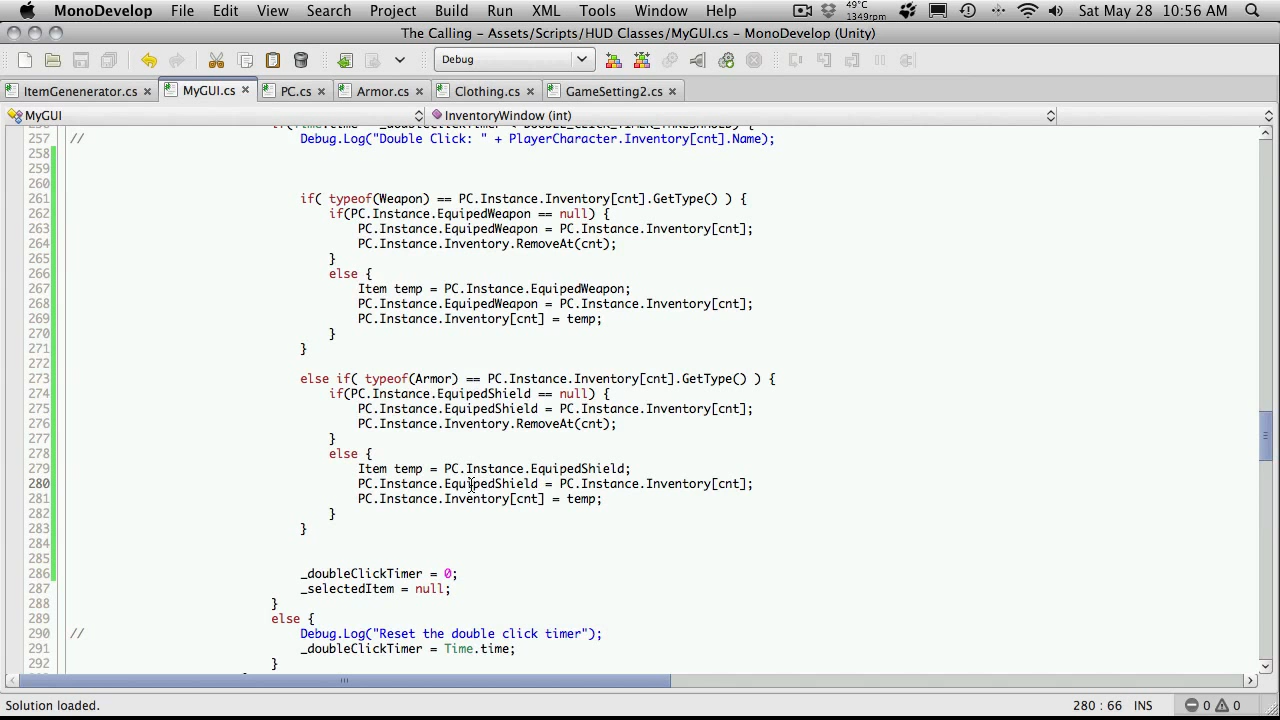 MonoDevelop File Edit View Search Project Build Run XML Tools Window Help 49°C 1349rpm Sat May 28 10:56 AM
The Calling – Assets/Scripts/HUD Classes/MyGUI.cs – MonoDevelop (Unity)
Debug
ItemGenenerator.cs × MyGUI.cs × PC.cs × Armor.cs × Clothing.cs × GameSetting2.cs ×
MyGUI InventoryWindow (int)
257 // Debug.Log("Double Click: " + PlayerCharacter.Inventory[cnt].Name);
258
259
260
261 if( typeof(Weapon) == PC.Instance.Inventory[cnt].GetType() ) {
262 if(PC.Instance.EquipedWeapon == null) {
263 PC.Instance.EquipedWeapon = PC.Instance.Inventory[cnt];
264 PC.Instance.Inventory.RemoveAt(cnt);
265 }
266 else {
267 Item temp = PC.Instance.EquipedWeapon;
268 PC.Instance.EquipedWeapon = PC.Instance.Inventory[cnt];
269 PC.Instance.Inventory[cnt] = temp;
270 }
271 }
272
273 else if( typeof(Armor) == PC.Instance.Inventory[cnt].GetType() ) {
274 if(PC.Instance.EquipedShield == null) {
275 PC.Instance.EquipedShield = PC.Instance.Inventory[cnt];
276 PC.Instance.Inventory.RemoveAt(cnt);
277 }
278 else {
279 Item temp = PC.Instance.EquipedShield;
280 PC.Instance.EquipedShield = PC.Instance.Inventory[cnt];
281 PC.Instance.Inventory[cnt] = temp;
282 }
283 }
284
285
286 _doubleClickTimer = 0;
287 _selectedItem = null;
288 }
289 else {
290 // Debug.Log("Reset the double click timer");
291 _doubleClickTimer = Time.time;
292 }
Solution loaded. 280 : 66 INS 0 0